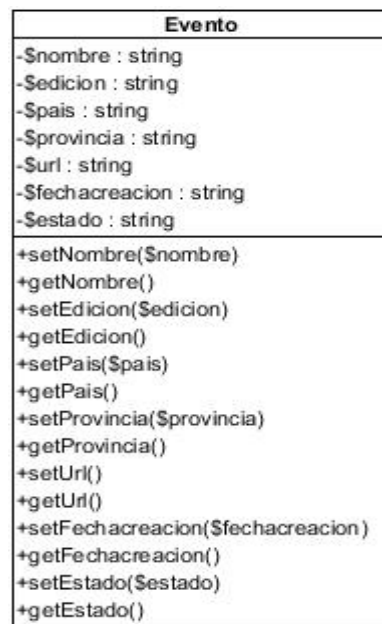 Evento
-$nombre : string
-$edicion : string
-$pais : string
-$provincia : string
-$url : string
-$fechacreacion : string
-$estado : string
+setNombre($nombre)
+getNombre()
+setEdicion($edicion)
+getEdicion()
+setPais($pais)
+getPais()
+setProvincia($provincia)
+getProvincia()
+setUrl()
+getUrl()
+setFechacreacion($fechacreacion)
+getFechacreacion()
+setEstado($estado)
+getEstado()